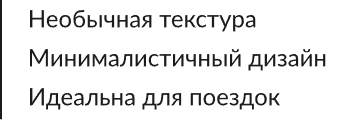 Необычная текстура
Минималистичный дизайн
Идеальна для поездок